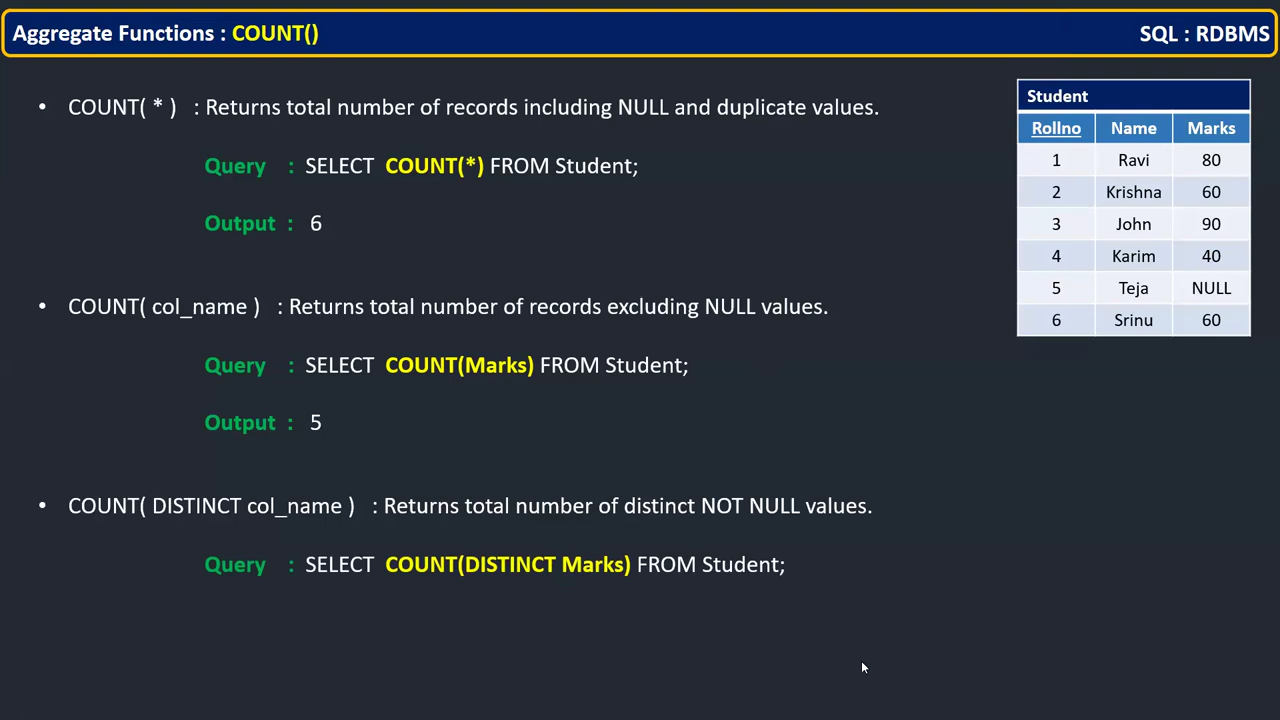 Aggregate Functions : COUNT() SQL : RDBMS
• COUNT( * ) : Returns total number of records including NULL and duplicate values.
Query : SELECT COUNT(*) FROM Student;
Output : 6
• COUNT( col_name ) : Returns total number of records excluding NULL values.
Query : SELECT COUNT(Marks) FROM Student;
Output : 5
• COUNT( DISTINCT col_name ) : Returns total number of distinct NOT NULL values.
Query : SELECT COUNT(DISTINCT Marks) FROM Student;
Student
Rollno Name Marks
1 Ravi 80
2 Krishna 60
3 John 90
4 Karim 40
5 Teja NULL
6 Srinu 60